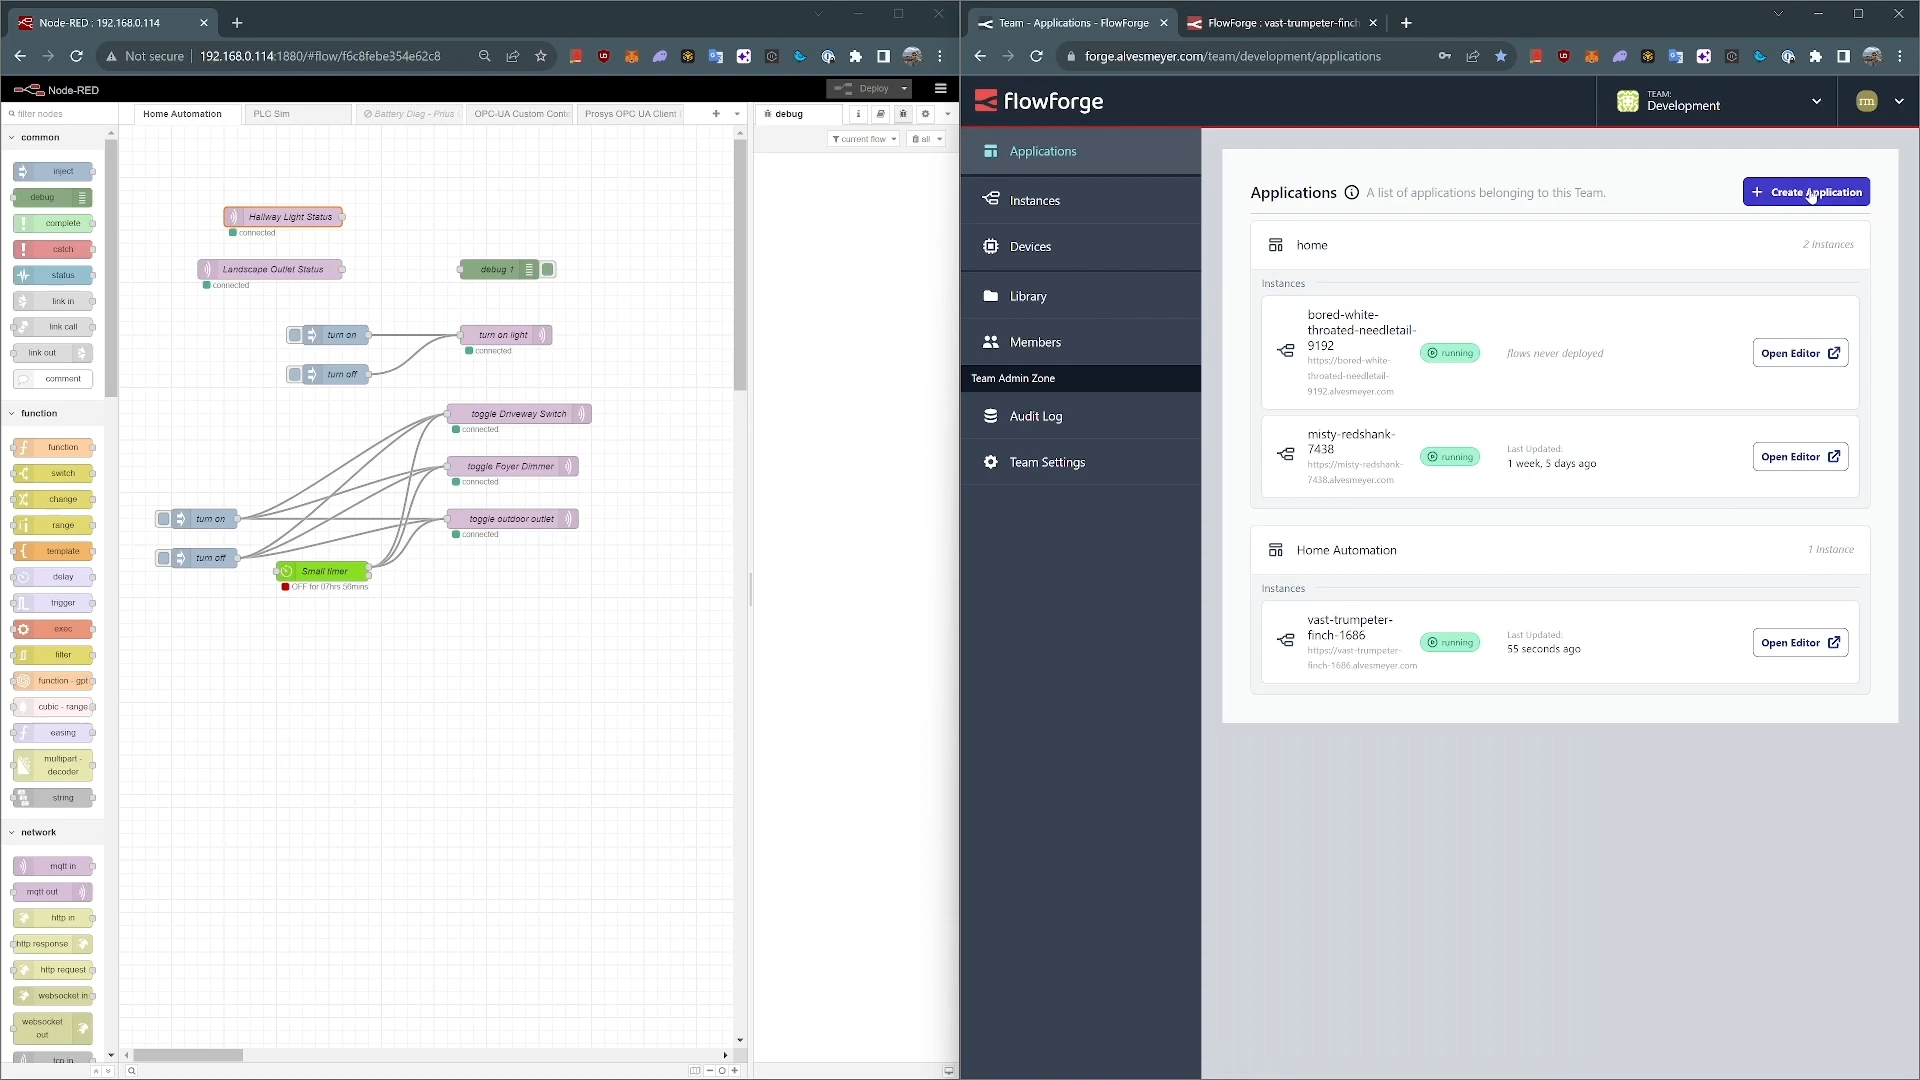 Node-RED : 192.168.0.114
Not secure
192.168.0.114:1880/#flow/f6c8febe354e62c8
Node-RED
Deploy
filter nodes
Home Automation
PLC Sim
Battery Diag - Prius
OPC-UA Custom Conte
Prosys OPC UA Client
debug
current flow
all
common
inject
debug
complete
catch
status
link in
link call
link out
comment
function
function
switch
change
range
template
delay
trigger
exec
filter
function - gpt
cubic - range
easing
multipart -
decoder
string
network
mqtt in
mqtt out
http in
http response
http request
websocket in
websocket
out
tcp in
Hallway Light Status
connected
Landscape Outlet Status
connected
debug 1
turn on
turn on light
connected
turn off
toggle Driveway Switch
connected
toggle Foyer Dimmer
connected
turn on
toggle outdoor outlet
connected
turn off
Small timer
OFF for 07hrs 56mins
Team - Applications - FlowForge
FlowForge : vast-trumpeter-finch
forge.alvesmeyer.com/team/development/applications
flowforge
TEAM:
Development
rm
Applications
Instances
Devices
Library
Members
Team Admin Zone
Audit Log
Team Settings
Applications
A list of applications belonging to this Team.
Create Application
home
2 Instances
Instances
bored-white-
throated-needletail-
9192
https://bored-white-
throated-needletail-
9192.alvesmeyer.com
running
flows never deployed
Open Editor
misty-redshank-
7438
https://misty-redshank-
7438.alvesmeyer.com
running
Last Updated:
1 week, 5 days ago
Open Editor
Home Automation
1 Instance
Instances
vast-trumpeter-
finch-1686
https://vast-trumpeter-
finch-1686.alvesmeyer.com
running
Last Updated:
55 seconds ago
Open Editor